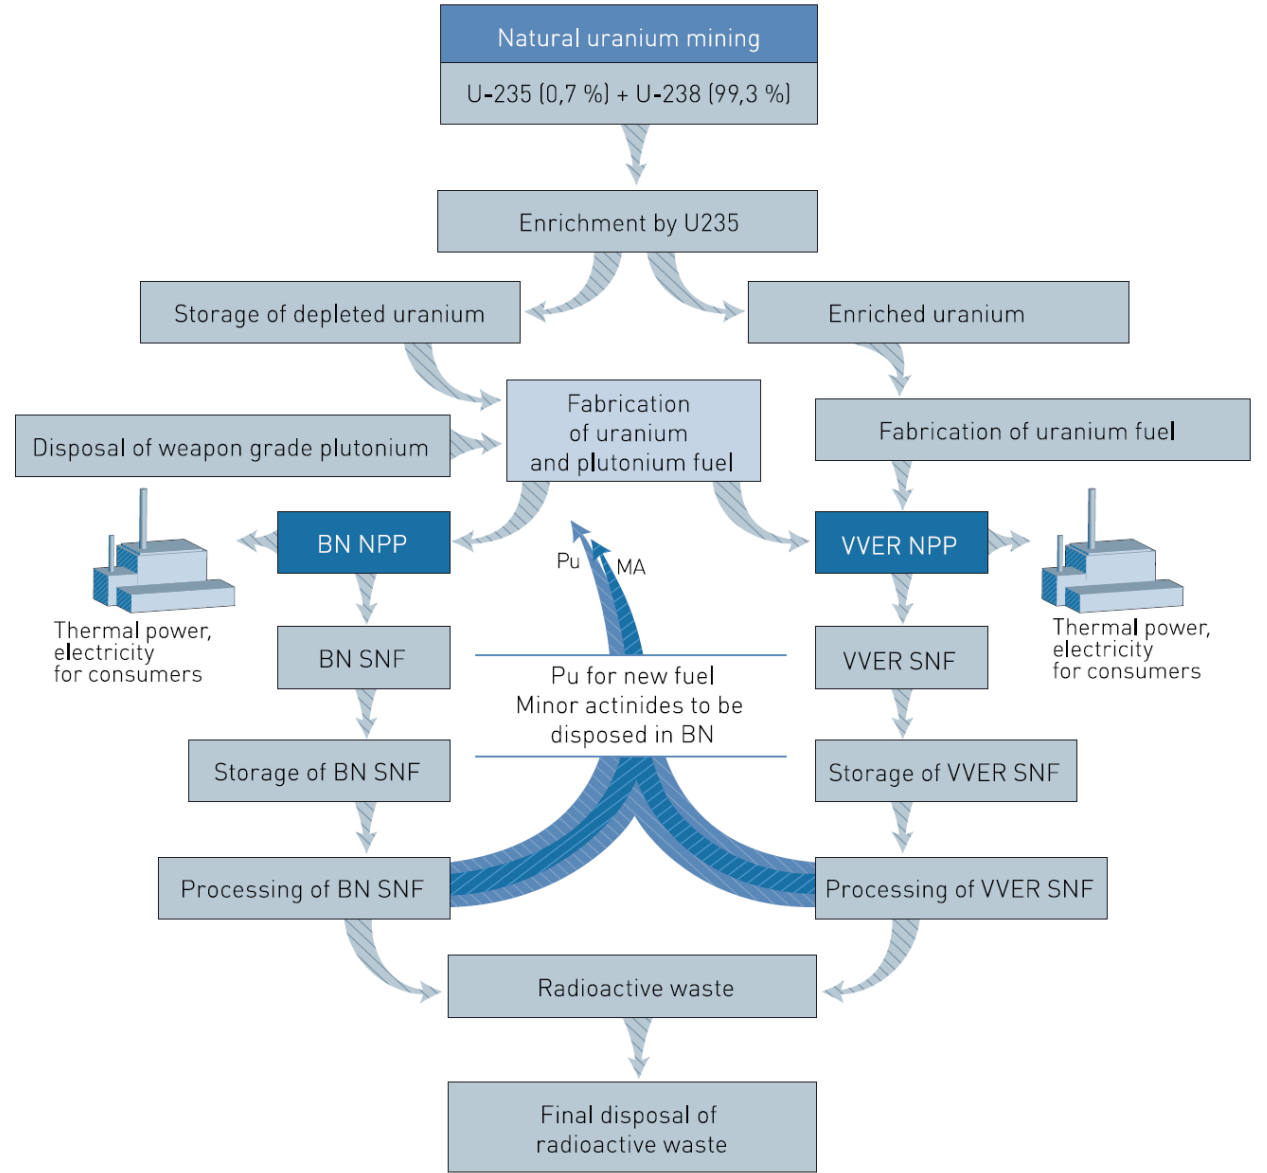 Natural uranium mining
U-235 (0,7 %) + U-238 (99,3 %)
Enrichment by U235
Storage of depleted uranium
Enriched uranium
Fabrication
of uranium
and plutonium fuel
Disposal of weapon grade plutonium
Fabrication of uranium fuel
BN NPP
VVER NPP
Pu
MA
Thermal power,
electricity
for consumers
BN SNF
VVER SNF
Thermal power,
electricity
for consumers
Pu for new fuel
Minor actinides to be
disposed in BN
Storage of BN SNF
Storage of VVER SNF
Processing of BN SNF
Processing of VVER SNF
Radioactive waste
Final disposal of
radioactive waste